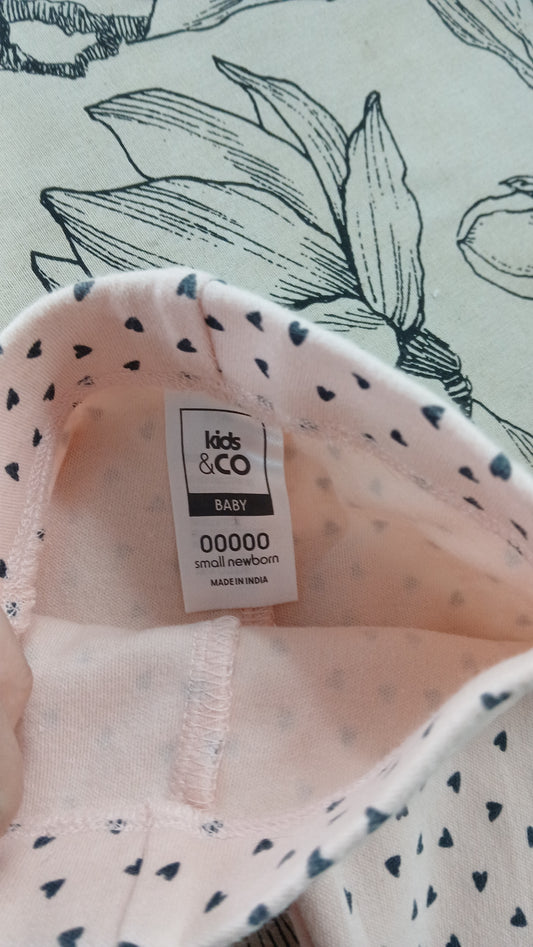 kids
&CO
BABY
00000
small newborn
MADE IN INDIA